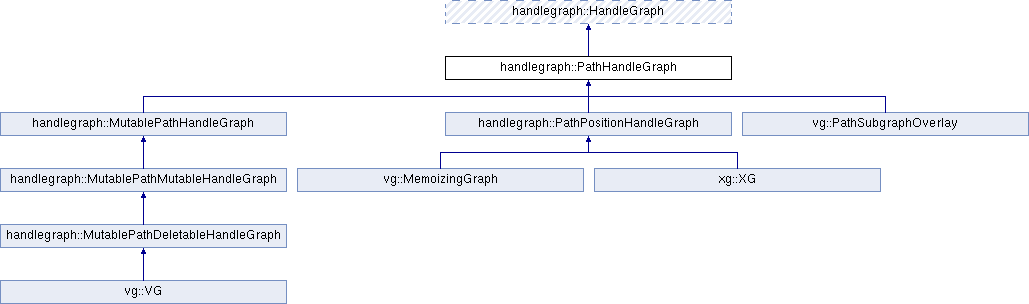 handlegraph::HandleGraph
handlegraph::PathHandleGraph
handlegraph::MutablePathHandleGraph
handlegraph::PathPositionHandleGraph
vg::PathSubgraphOverlay
handlegraph::MutablePathMutableHandleGraph
vg::MemoizingGraph
xg::XG
handlegraph::MutablePathDeletableHandleGraph
vg::VG